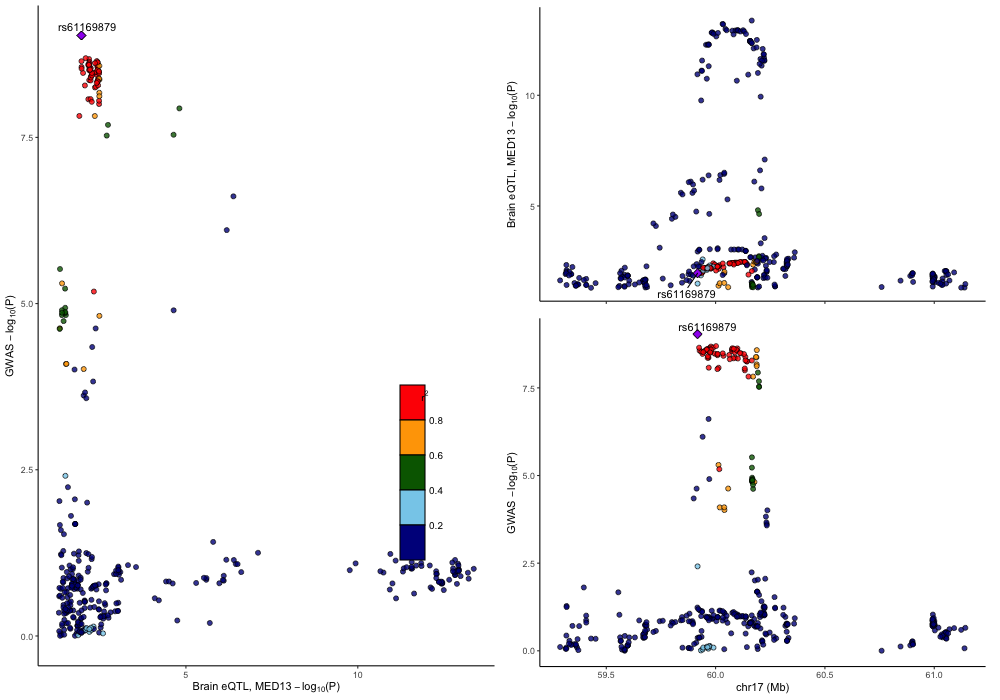 rs61169879
7.5
5.0
2.5
0.0
GWAS − log10(P)
5
10
Brain eQTL, MED13 − log10(P)
r2
0.8
0.6
0.4
0.2
10
5
Brain eQTL, MED13 − log10(P)
rs61169879
rs61169879
7.5
5.0
2.5
0.0
GWAS − log10(P)
59.5
60.0
60.5
61.0
chr17 (Mb)